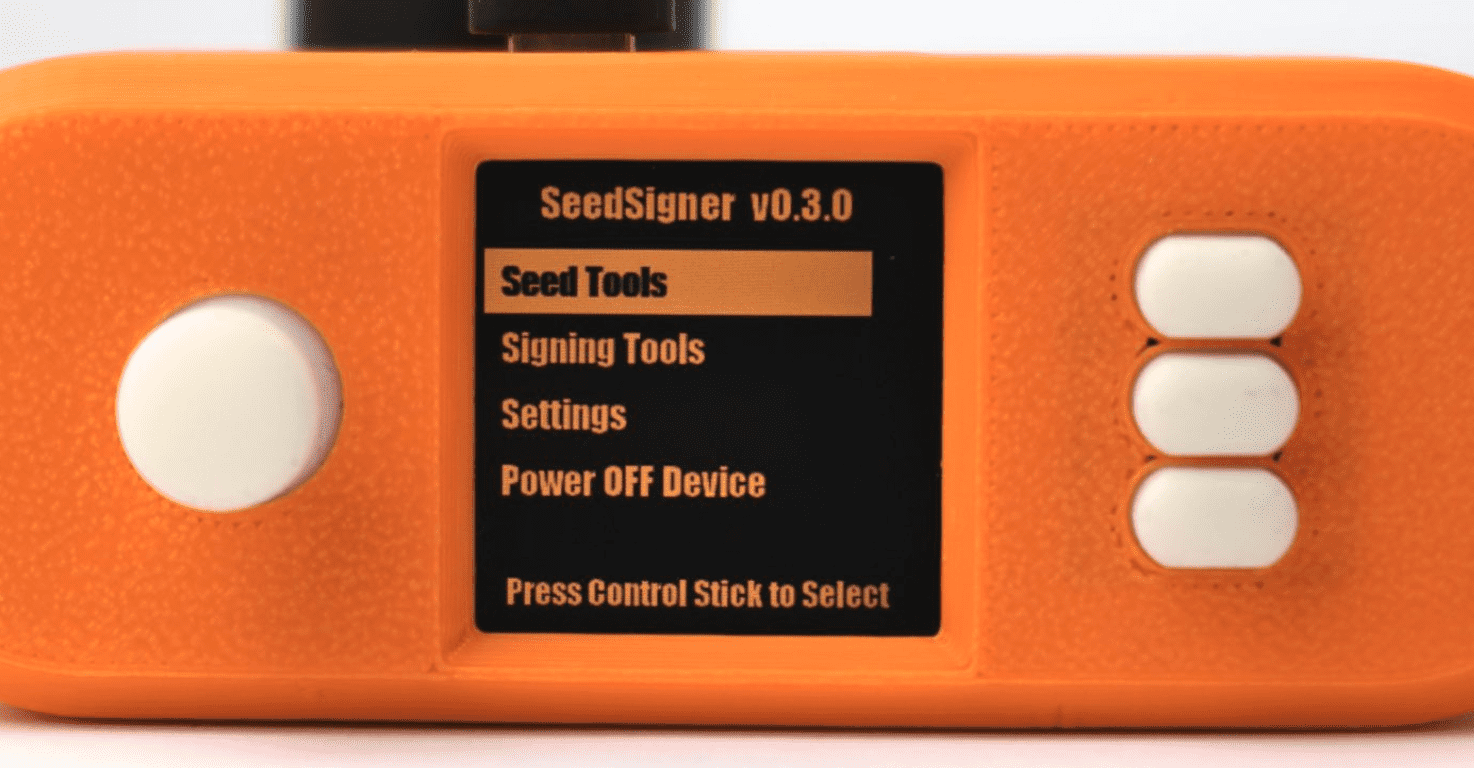 SeedSigner v0.3.0
Seed Tools
Signing Tools
Settings
Power OFF Device
Press Control Stick to Select